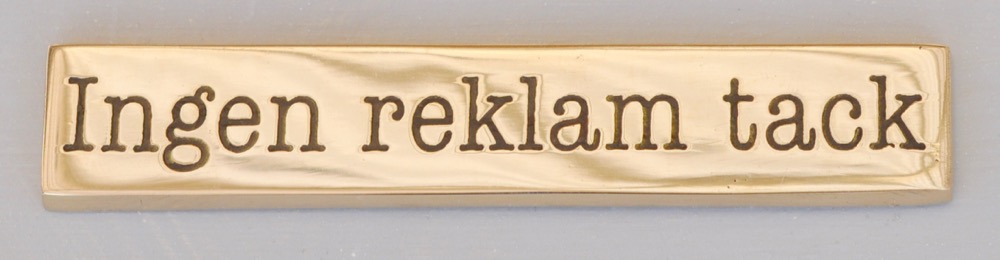 Ingen reklam tack